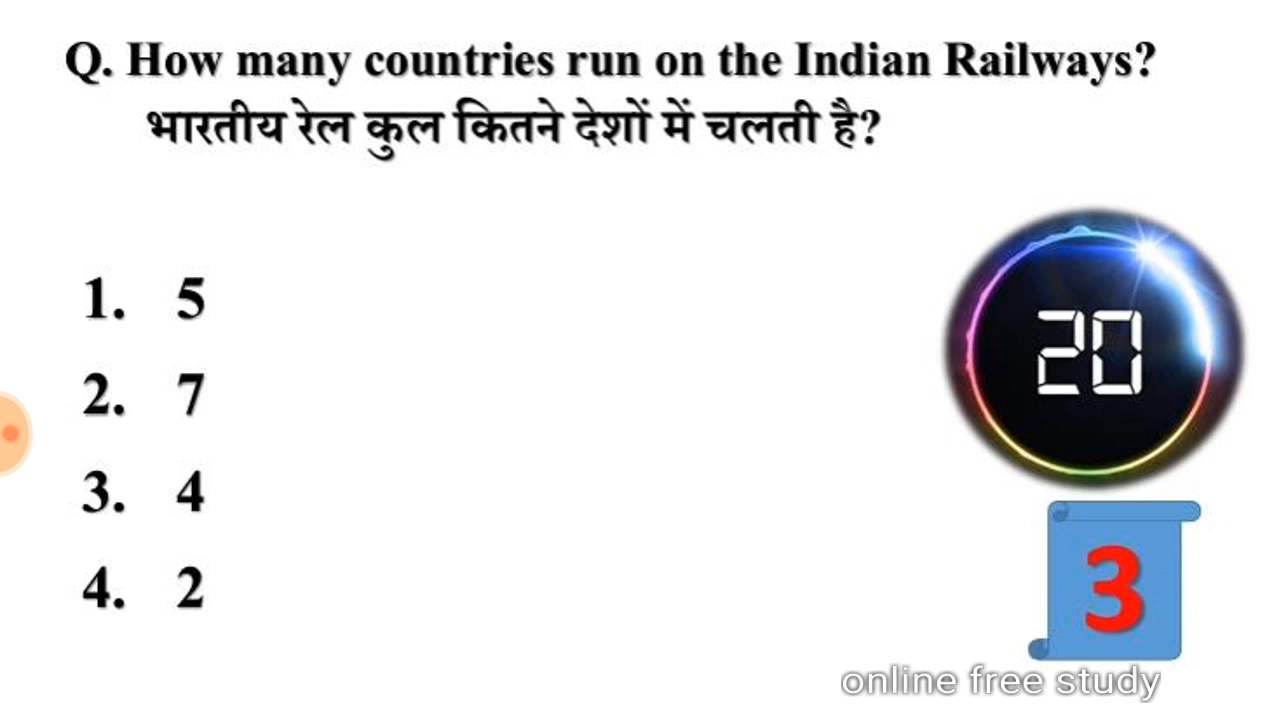 Q. How many countries run on the Indian Railways?
भारतीय रेल कुल कितने देशों में चलती है?
1. 5
2. 7
3. 4
4. 2
20
3
online free study